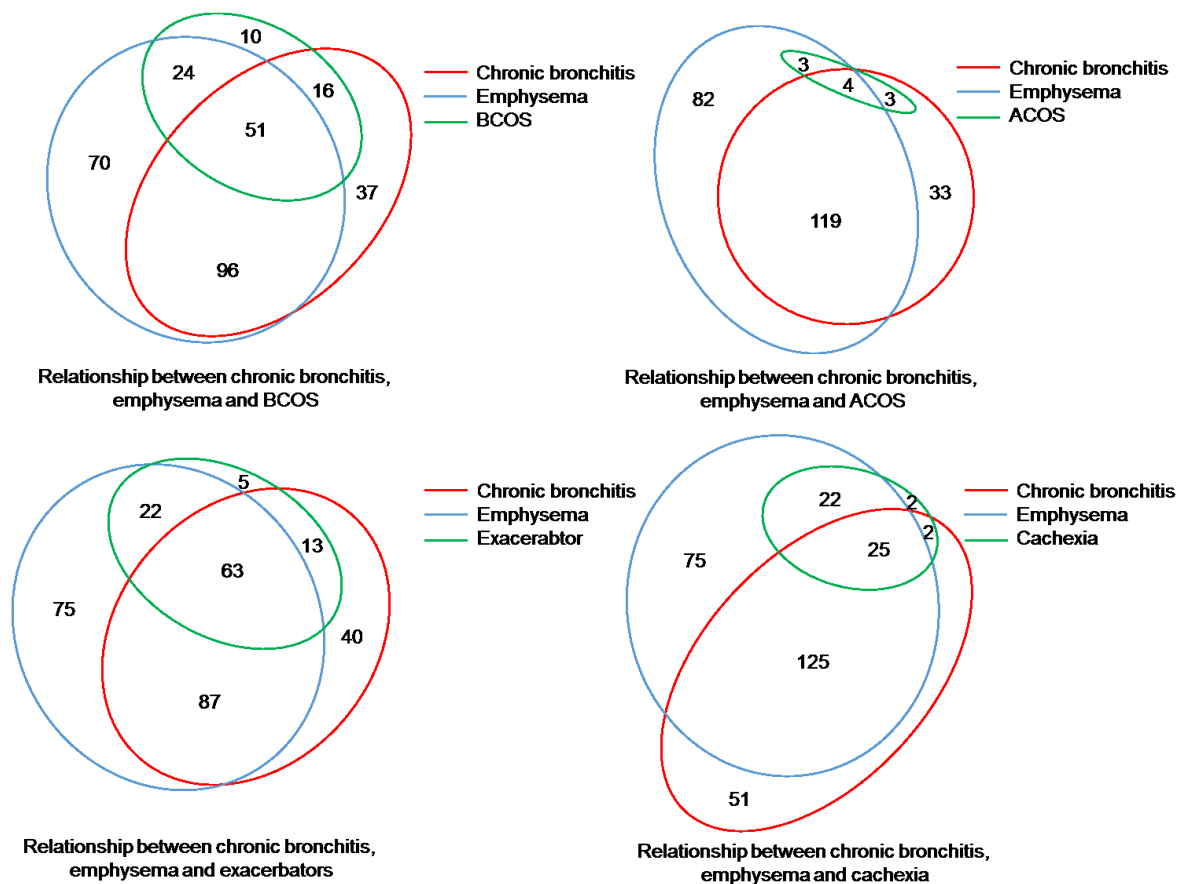 10
24
16
51
70
37
96
Chronic bronchitis
Emphysema
BCOS
Relationship between chronic bronchitis,
emphysema and BCOS
3
4
3
82
33
119
Chronic bronchitis
Emphysema
ACOS
Relationship between chronic bronchitis,
emphysema and ACOS
5
22
13
63
75
40
87
Chronic bronchitis
Emphysema
Exacerabtor
Relationship between chronic bronchitis,
emphysema and exacerbators
22
2
2
25
75
125
51
Chronic bronchitis
Emphysema
Cachexia
Relationship between chronic bronchitis,
emphysema and cachexia